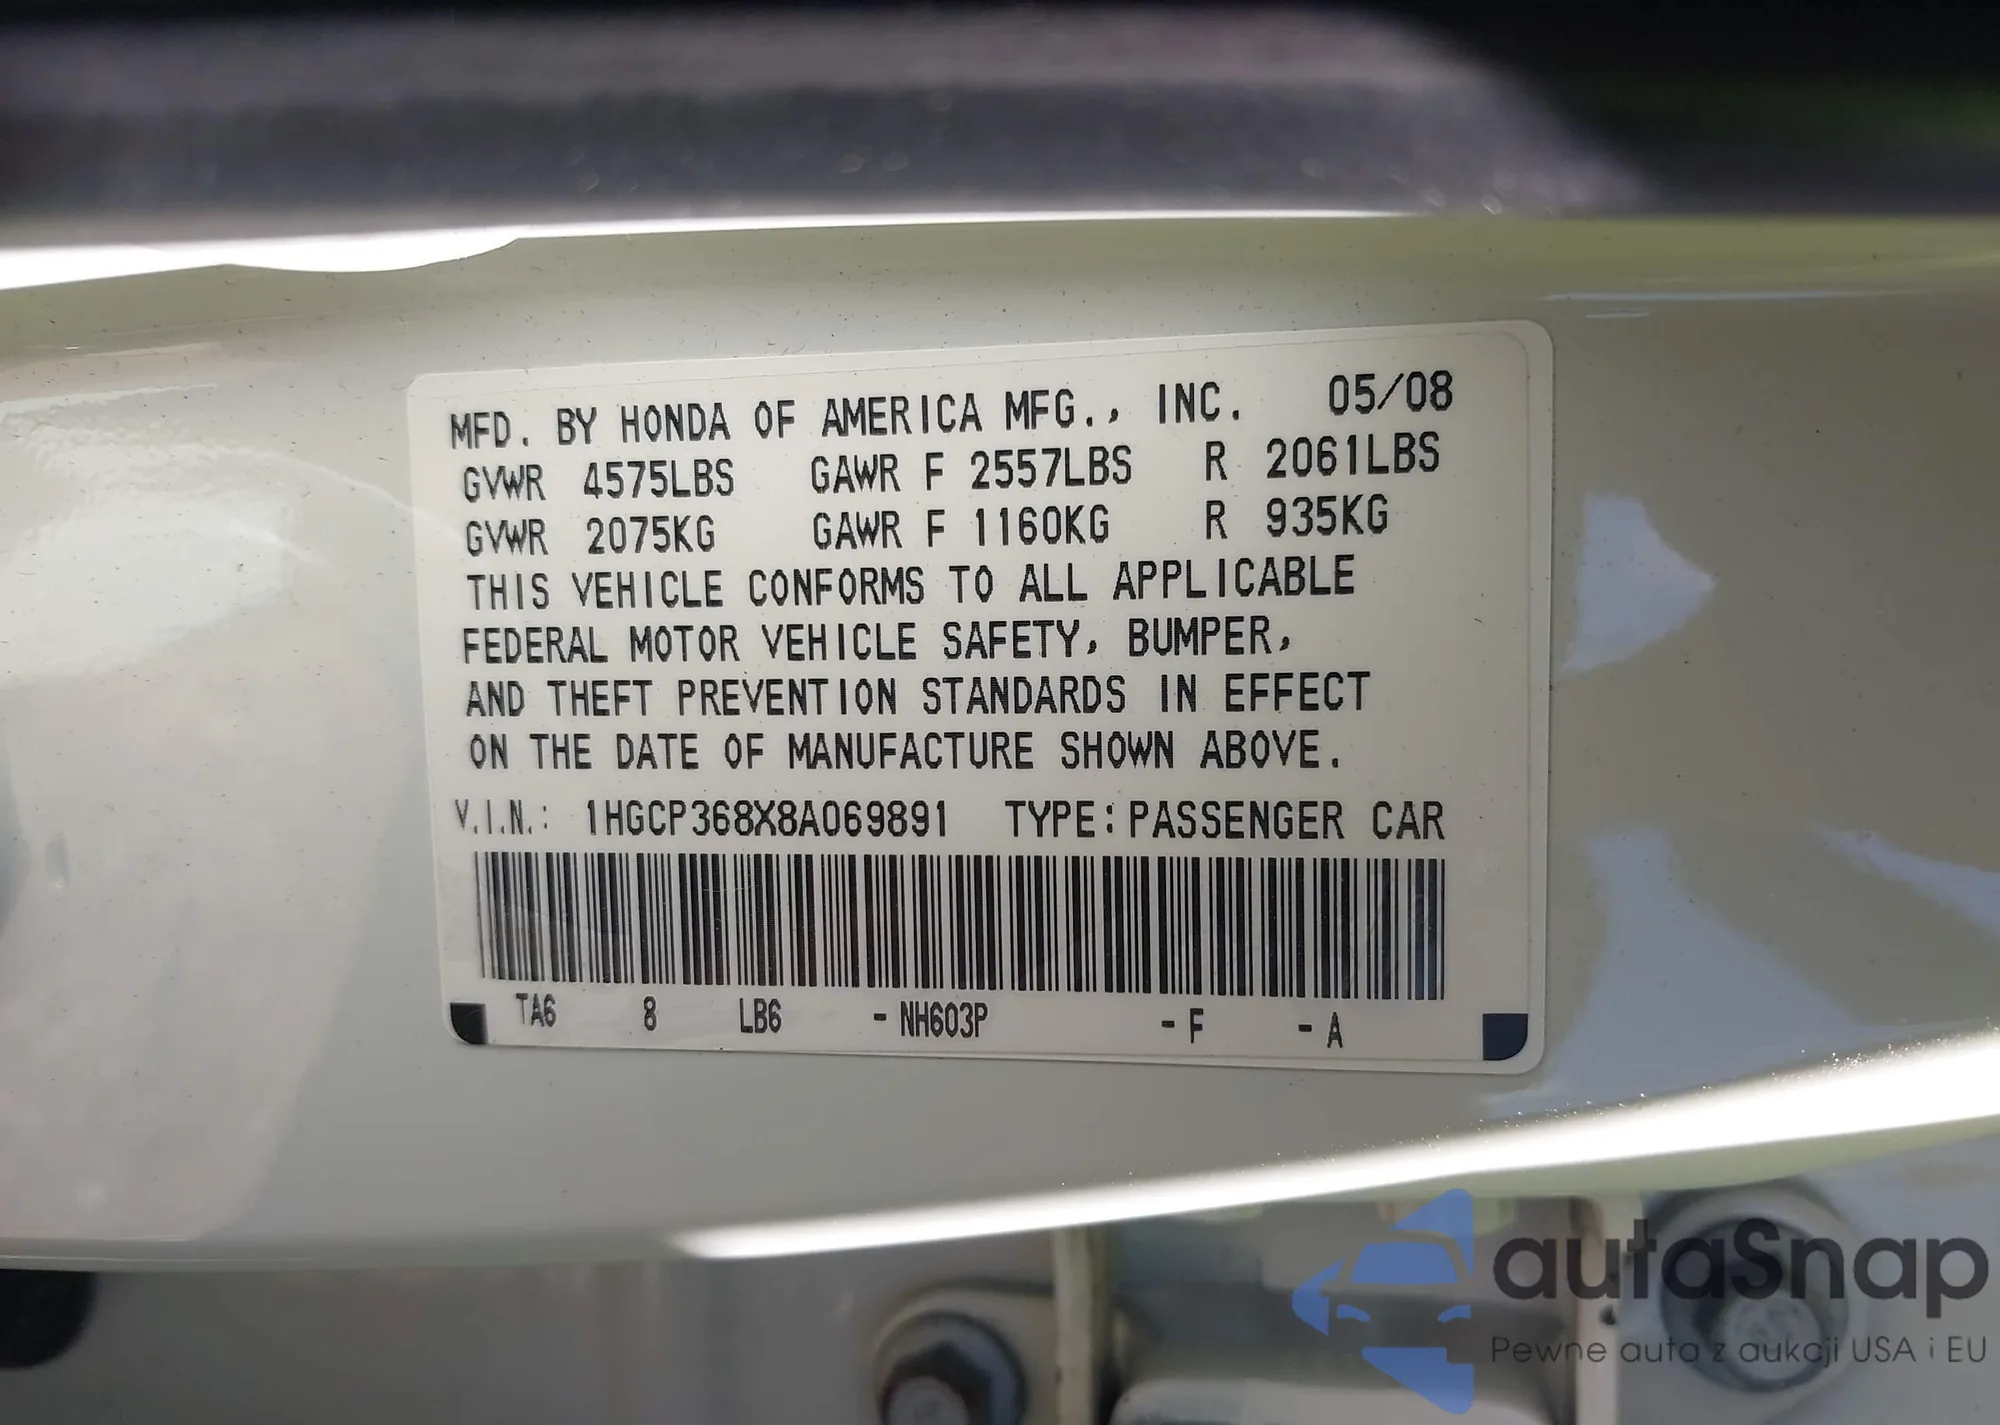 MFD. BY HONDA OF AMERICA MFG., INC. 05/08
GVWR 4575LBS GAWR F 2557LBS R 2061LBS
GVWR 2075KG GAWR F 1160KG R 935KG
THIS VEHICLE CONFORMS TO ALL APPLICABLE
FEDERAL MOTOR VEHICLE SAFETY, BUMPER,
AND THEFT PREVENTION STANDARDS IN EFFECT
ON THE DATE OF MANUFACTURE SHOWN ABOVE.
V.I.N.: 1HGCP368X8A069891 TYPE: PASSENGER CAR
TA6 8 LB6 -NH603P -F -A
autaSnap
Pewne auta z aukcji USA i EU